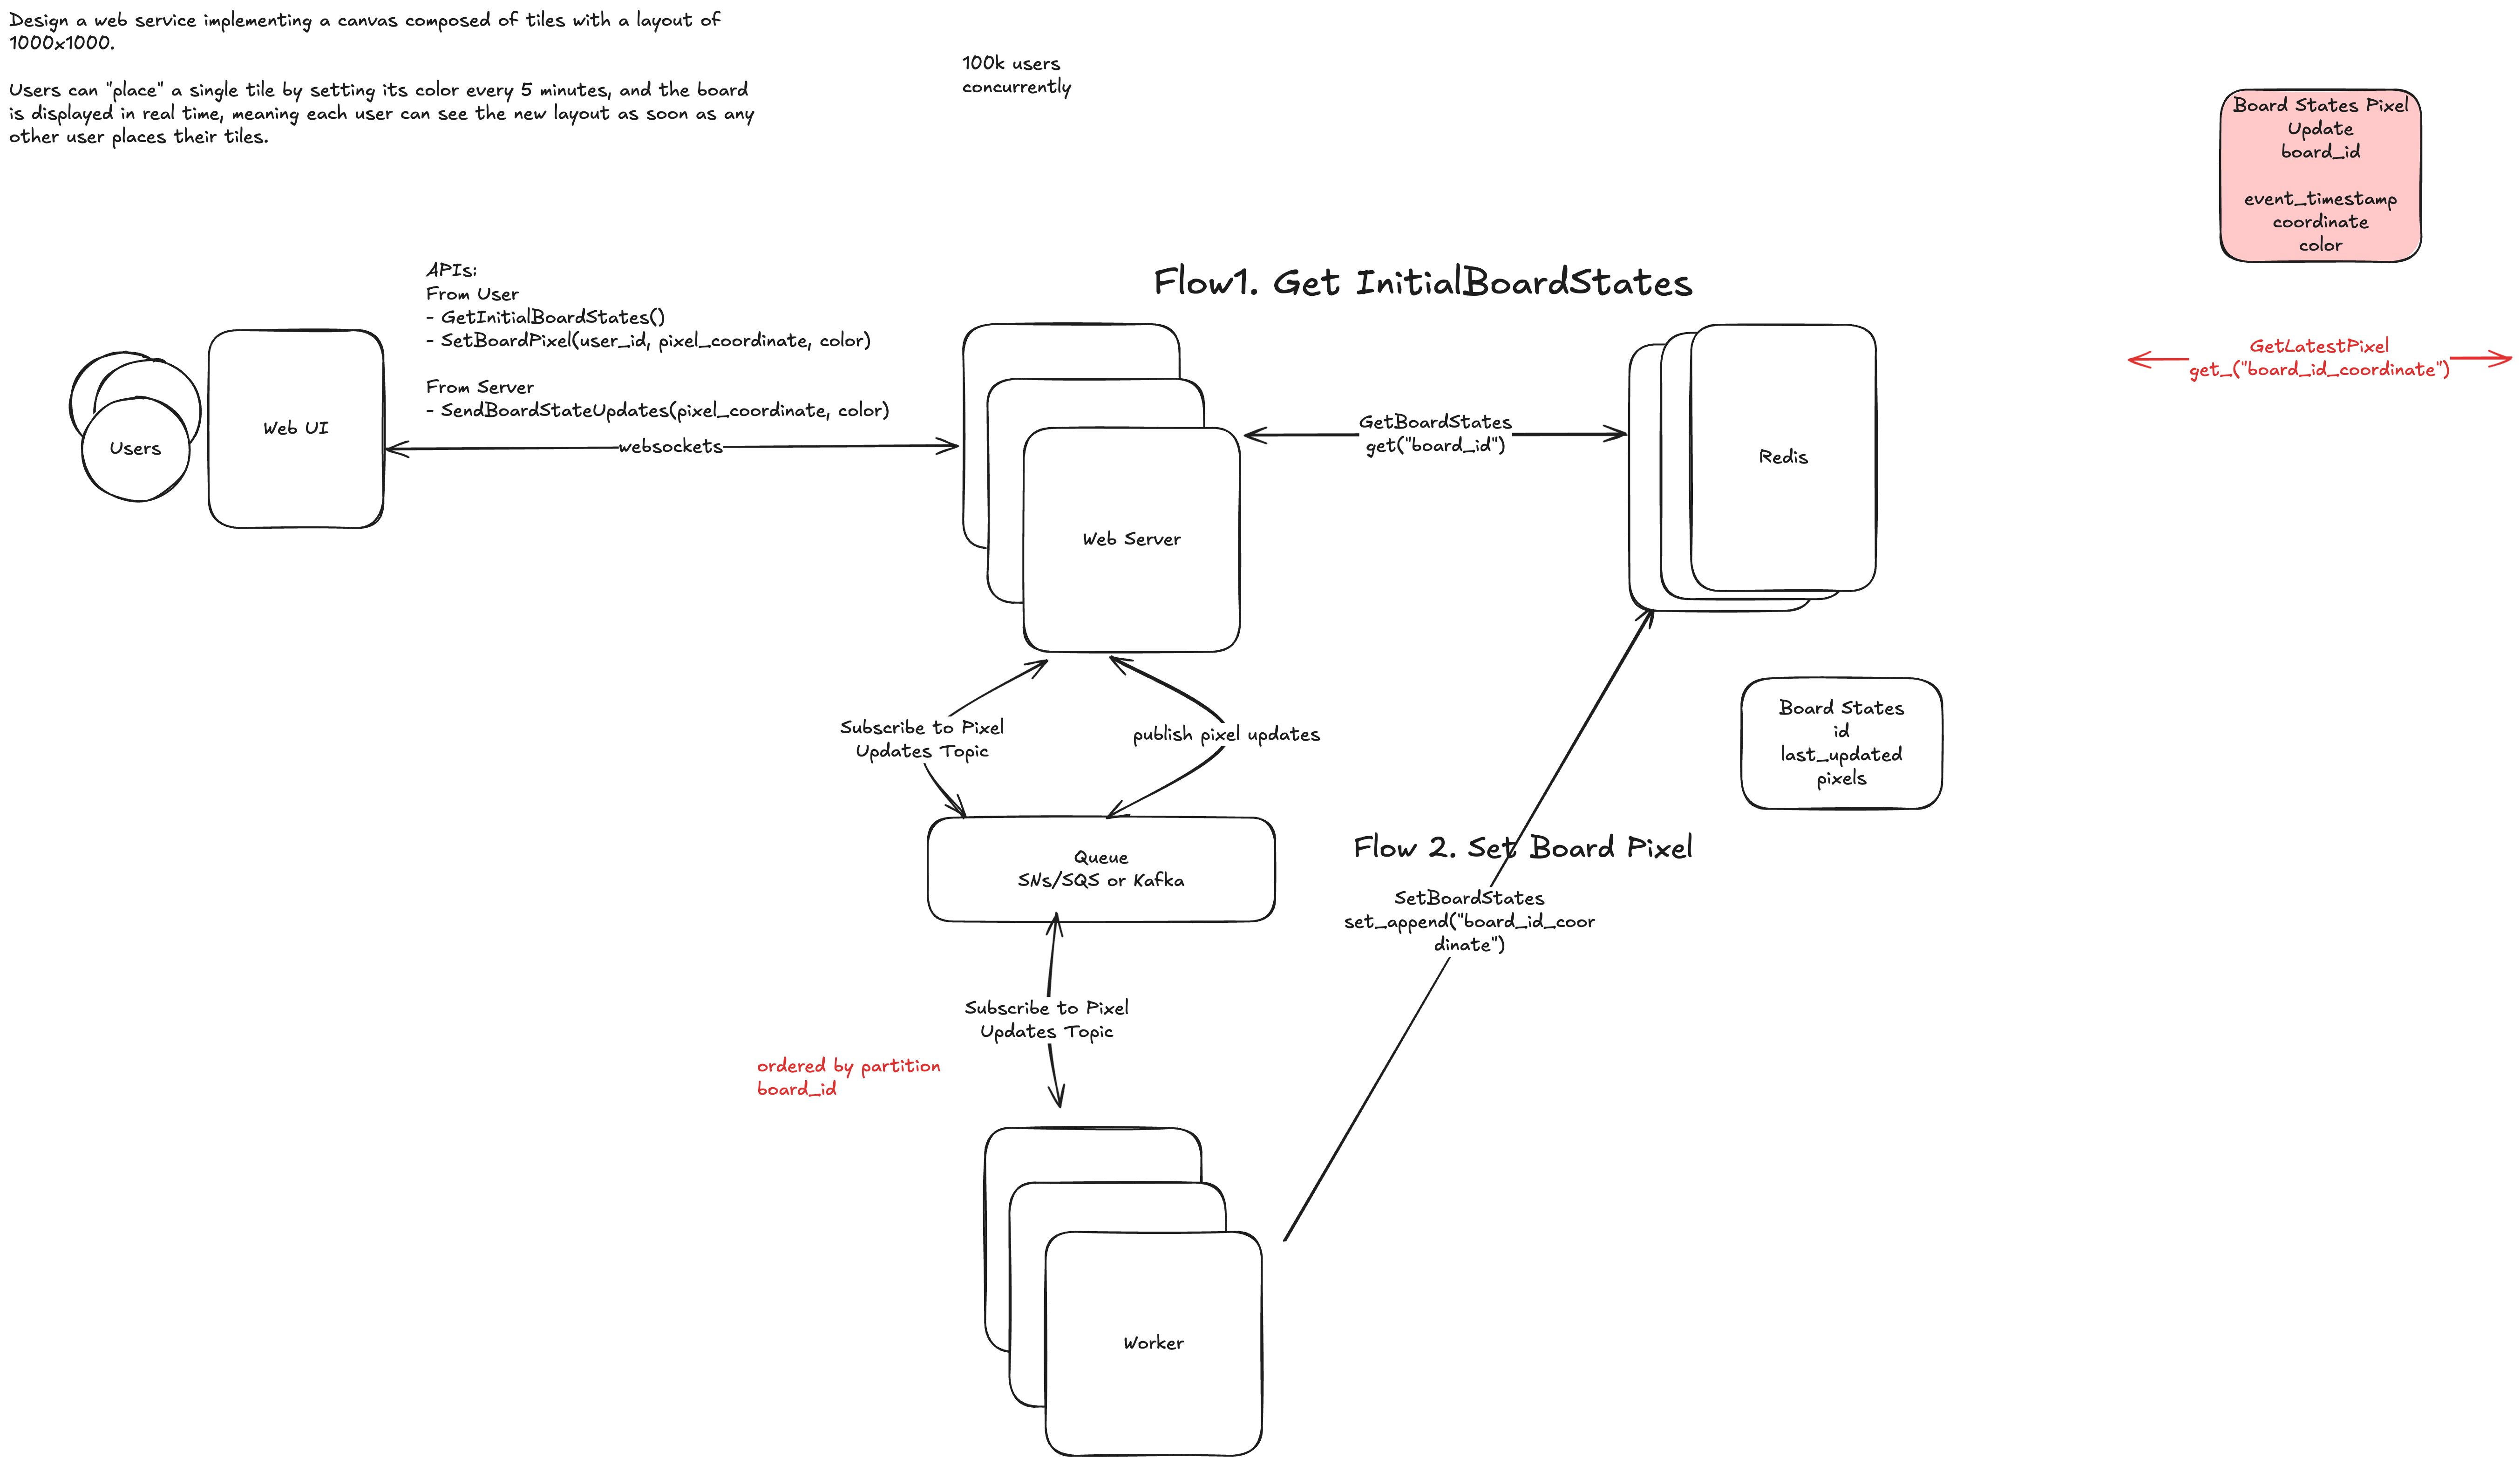 Design a web service implementing a canvas composed of tiles with a layout of
1000x1000.
Users can "place" a single tile by setting its color every 5 minutes, and the board
is displayed in real time, meaning each user can see the new layout as soon as any
other user places their tiles.
100k users
concurrently
Board States Pixel
Update
board_id
event_timestamp
coordinate
color
APIs:
From User
- GetInitialBoardStates()
- SetBoardPixel(user_id, pixel_coordinate, color)
From Server
- SendBoardStateUpdates(pixel_coordinate, color)
Flow1. Get InitialBoardStates
GetLatestPixel
get_("board_id_coordinate")
Users
Web UI
websockets
Web Server
GetBoardStates
get("board_id")
Redis
Subscribe to Pixel
Updates Topic
publish pixel updates
Board States
id
last_updated
pixels
Queue
SNs/SQS or Kafka
Flow 2. Set Board Pixel
SetBoardStates
set_append("board_id_coor
dinate")
Subscribe to Pixel
Updates Topic
ordered by partition
board_id
Worker